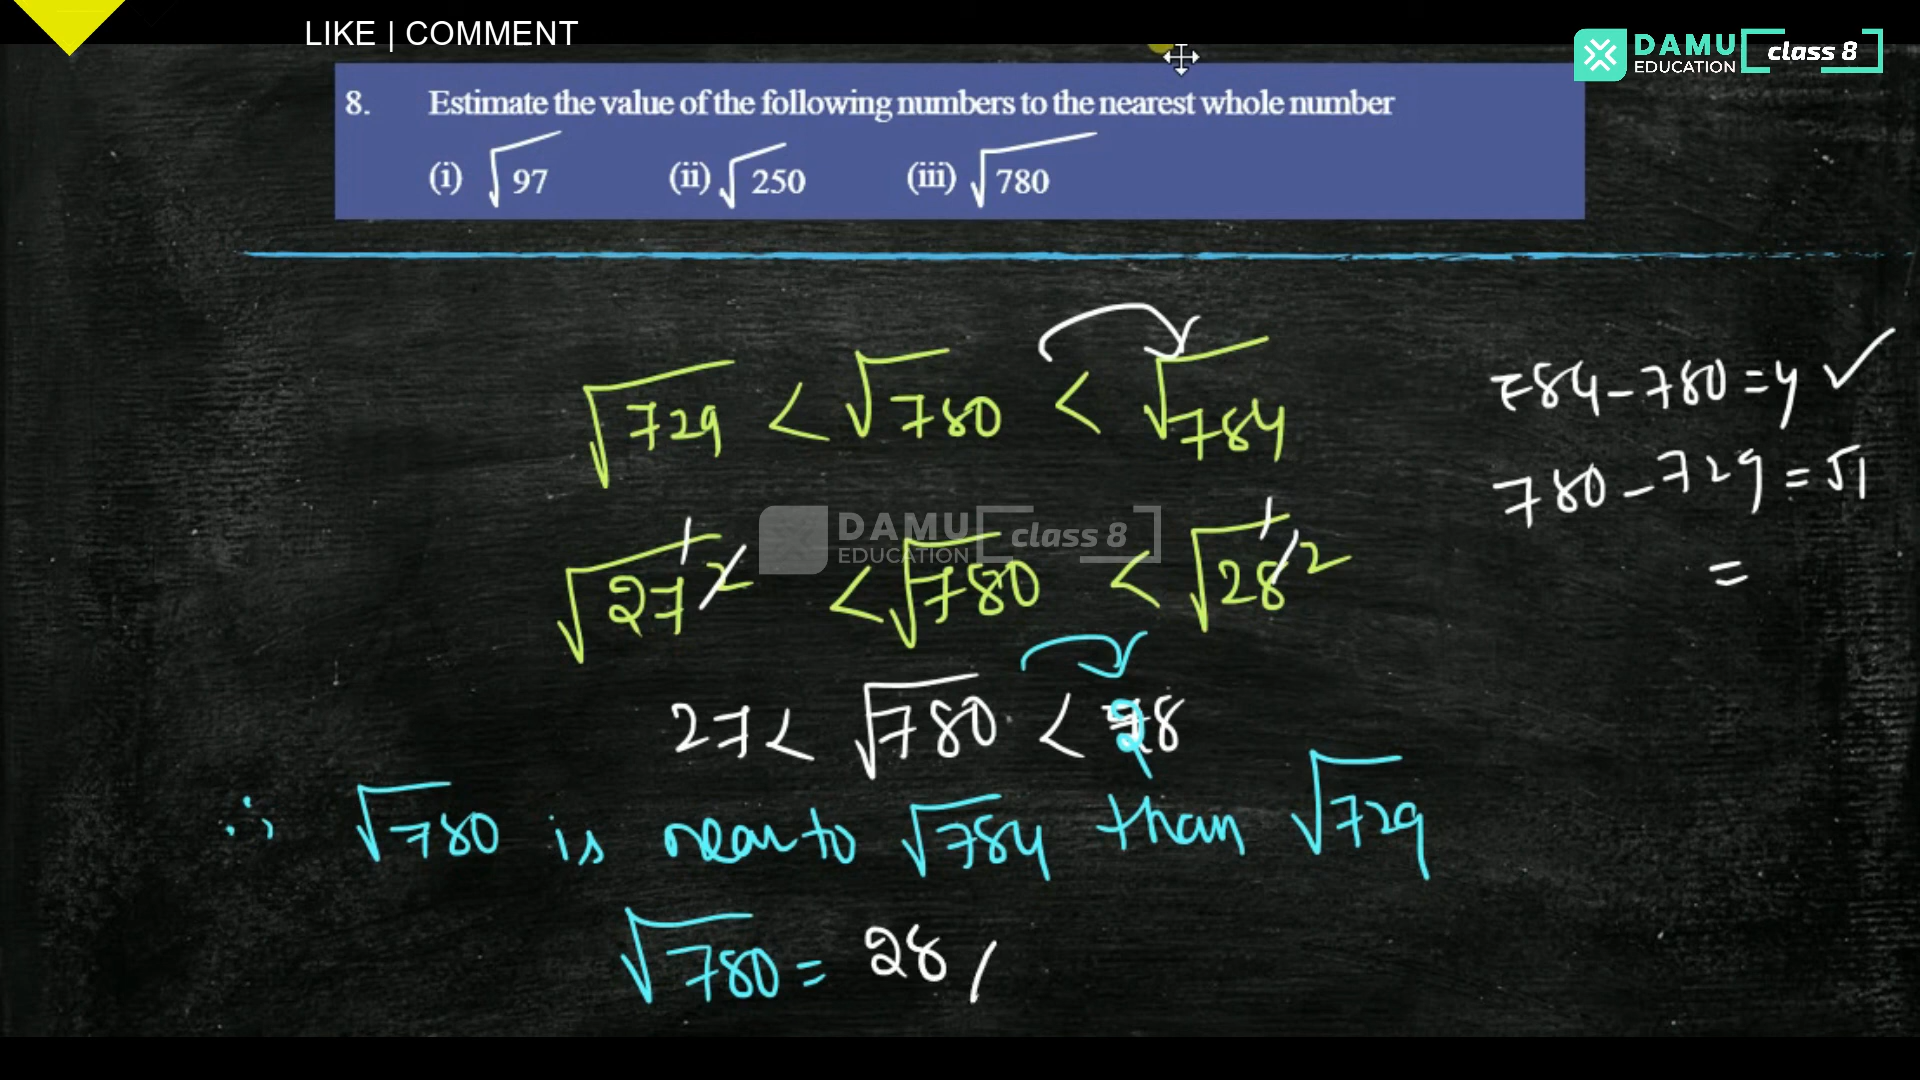 LIKE | COMMENT
DAMU
EDUCATION
class 8
8. Estimate the value of the following numbers to the nearest whole number
(i) √97 (ii) √250 (iii) √780
√729 < √780 < √784
784-780=4 ✓
780-729=51
=
DAMU
EDUCATION
class 8
√27² < √780 < √28²
27 < √780 < 28
∴ √780 is near to √784 than √729
√780 = 28/